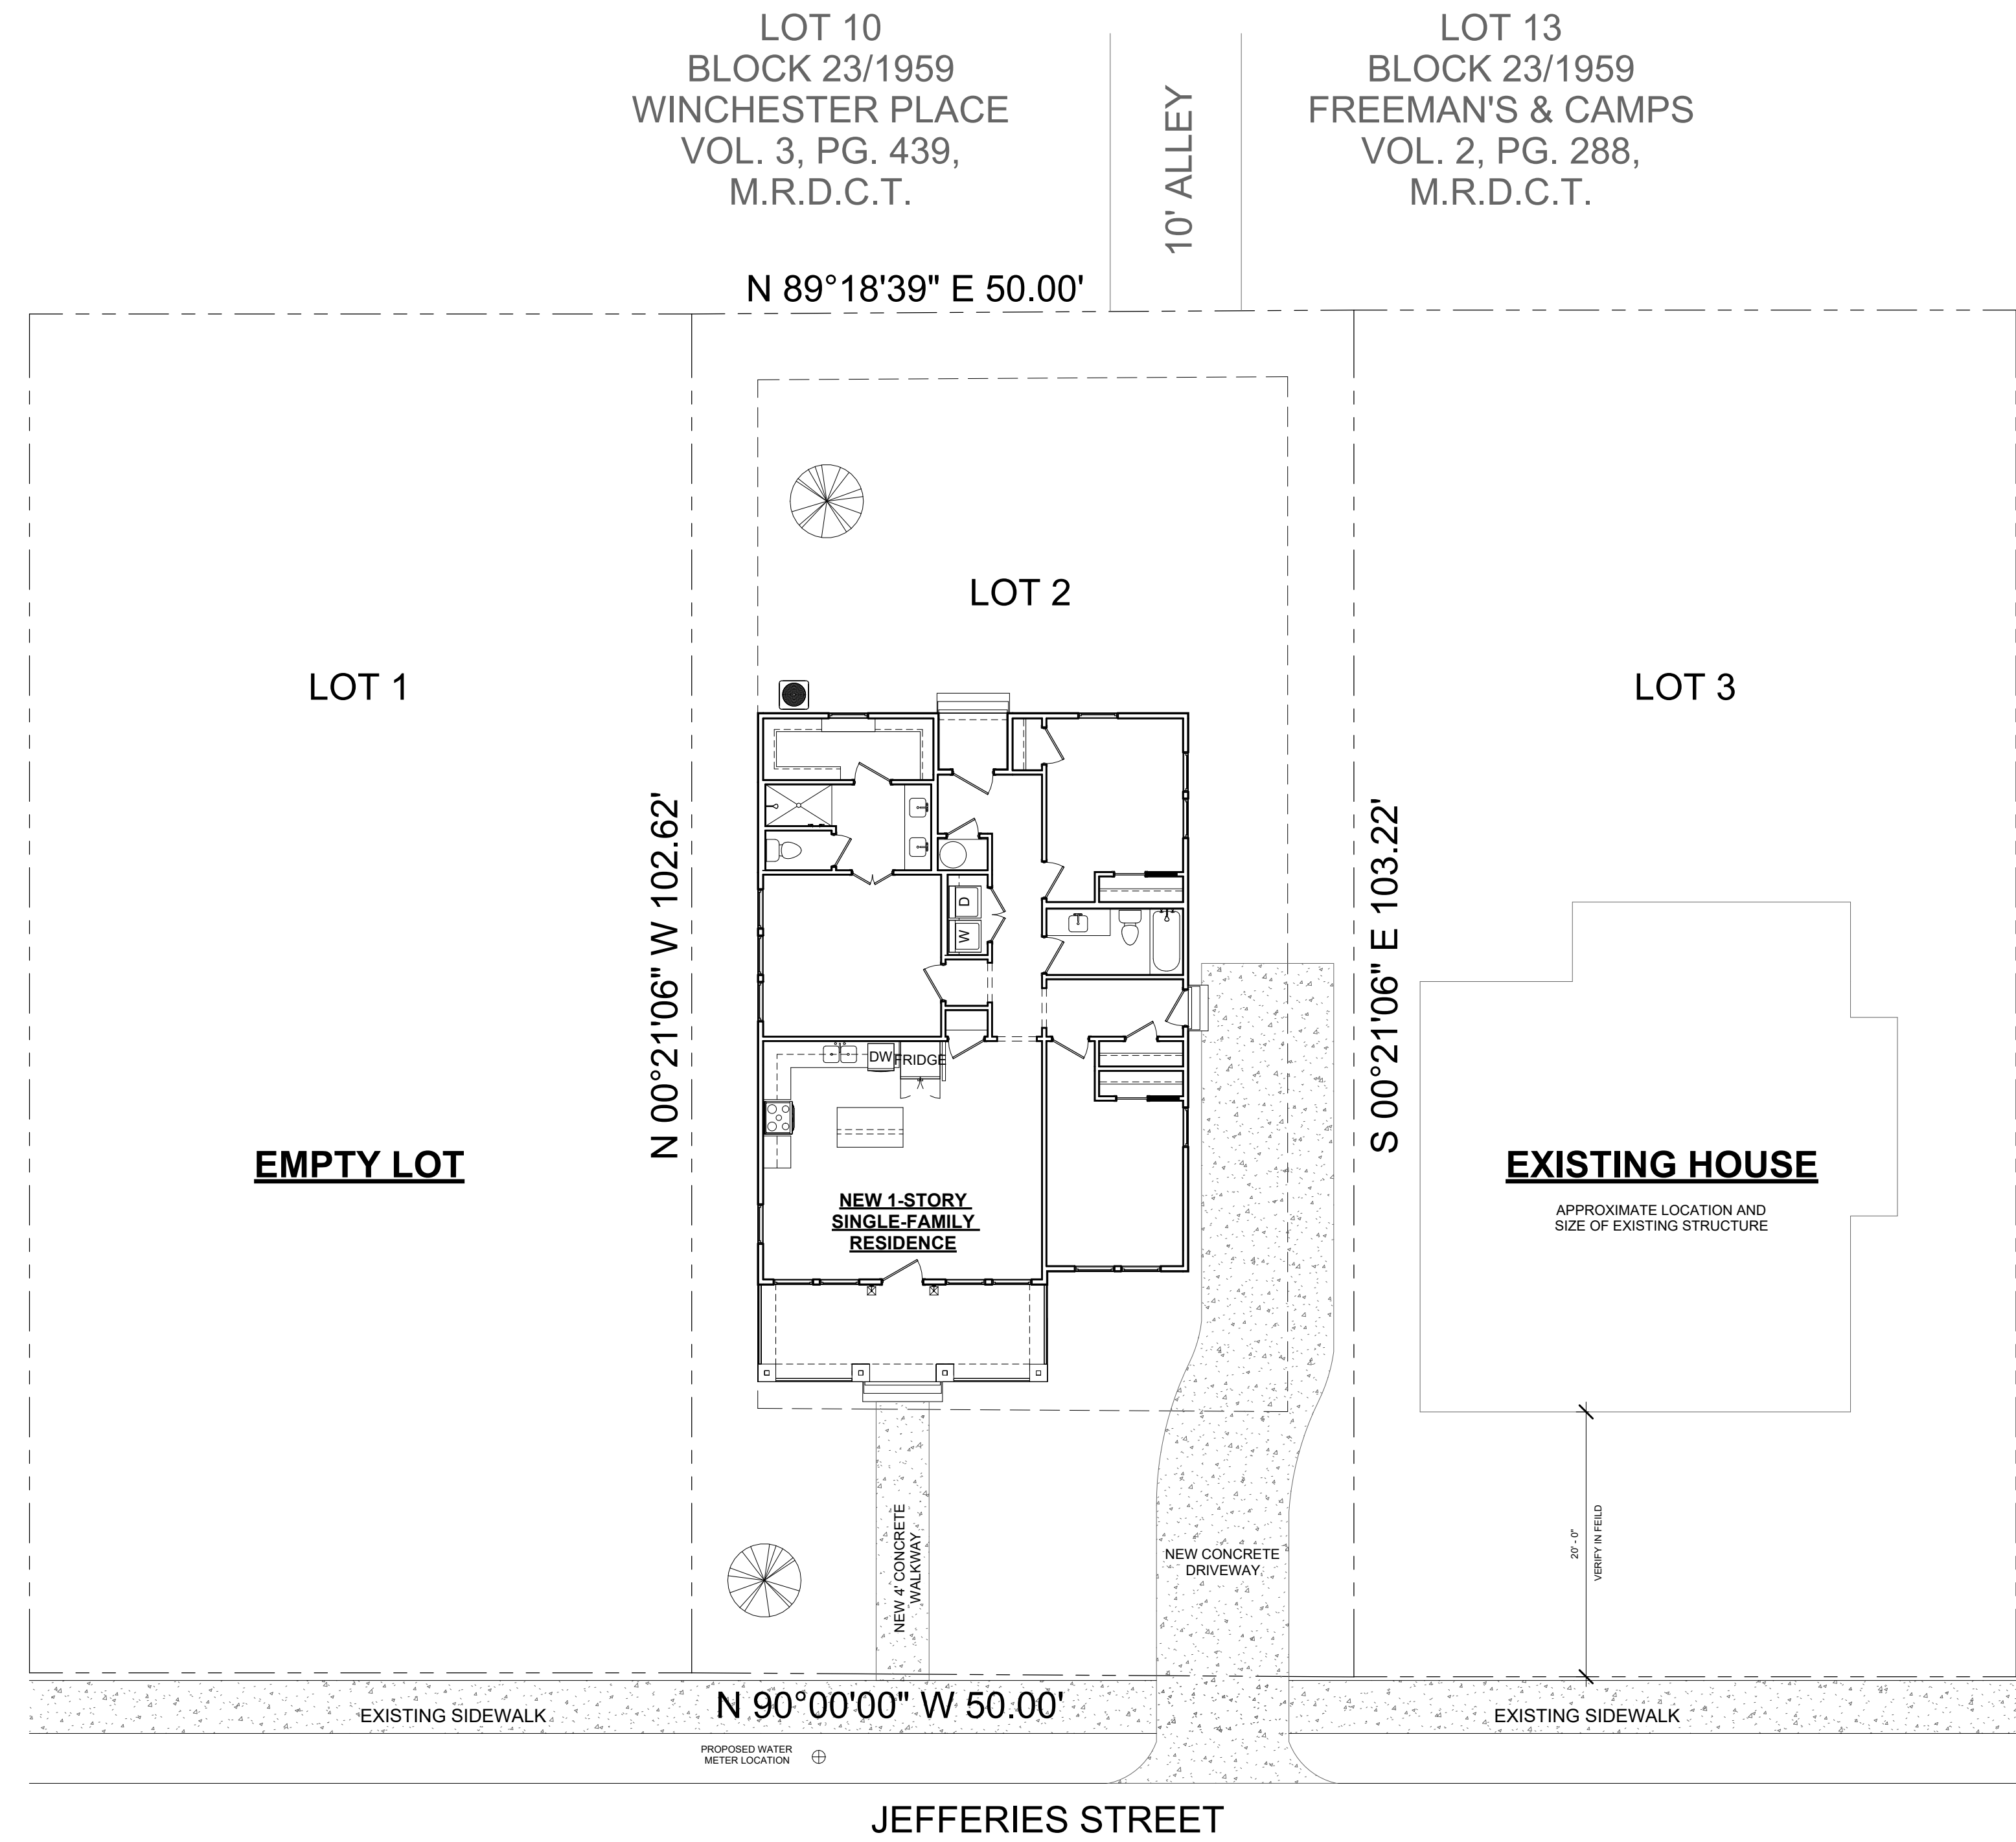 LOT 10
BLOCK 23/1959
WINCHESTER PLACE
VOL. 3, PG. 439,
M.R.D.C.T.
10' ALLEY
LOT 13
BLOCK 23/1959
FREEMAN'S & CAMPS
VOL. 2, PG. 288,
M.R.D.C.T.
N 89°18'39" E 50.00'
LOT 2
LOT 1
LOT 3
N 00°21'06" W 102.62'
S 00°21'06" E 103.22'
D
W
DW
FRIDGE
EMPTY LOT
NEW 1-STORY
SINGLE-FAMILY
RESIDENCE
EXISTING HOUSE
APPROXIMATE LOCATION AND
SIZE OF EXISTING STRUCTURE
NEW 4' CONCRETE
WALKWAY
NEW CONCRETE
DRIVEWAY
20' - 0"
VERIFY IN FEILD
EXISTING SIDEWALK
N 90°00'00" W 50.00'
EXISTING SIDEWALK
PROPOSED WATER
METER LOCATION
JEFFERIES STREET